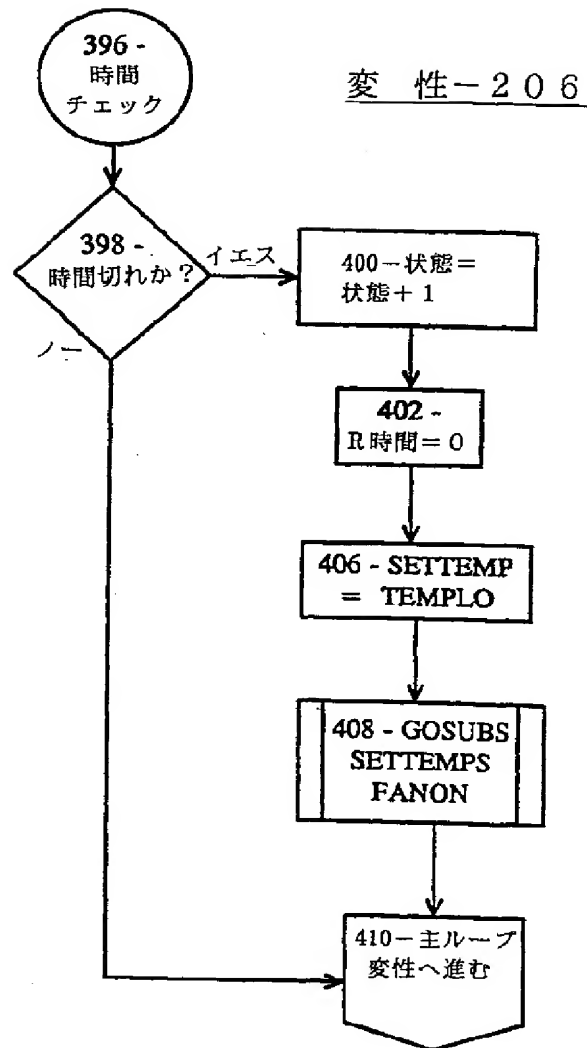 396 -
時間
チェック
変 性－206
398 -
時間切れか？
イエス
ノー
400－状態＝
状態＋1
402 -
R時間＝0
406 - SETTEMP
= TEMPLO
408 - GOSUBS
SETTEMPS
FANON
410－主ループ
変性へ進む